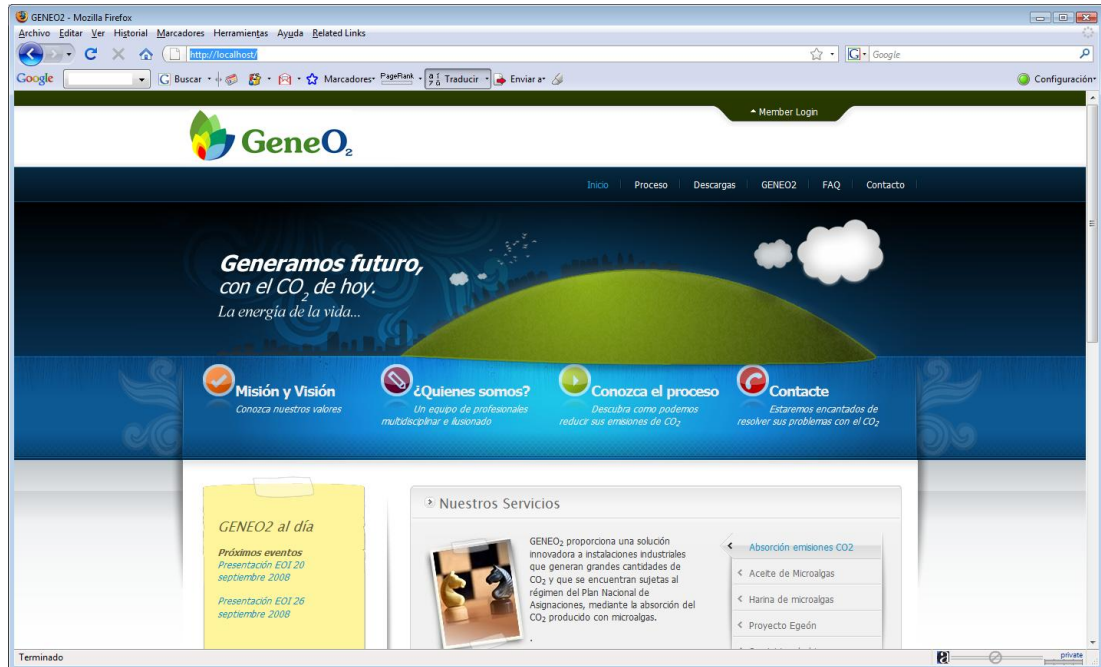 GENEO2 - Mozilla Firefox
Archivo Editar Ver Historial Marcadores Herramientas Ayuda Related Links
http://localhost/
Google
Google Buscar Marcadores PageRank Traducir Enviar a Configuración
Member Login
GeneO2
Inicio Proceso Descargas GENEO2 FAQ Contacto
Generamos futuro,
con el CO2 de hoy.
La energía de la vida...
Misión y Visión
Conozca nuestros valores
¿Quienes somos?
Un equipo de profesionales
multidisciplinar e ilusionado
Conozca el proceso
Descubra como podemos
reducir sus emisiones de CO2
Contacte
Estaremos encantados de
resolver sus problemas con el CO2
GENEO2 al día
Próximos eventos
Presentación EOI 20
septiembre 2008
Presentación EOI 26
septiembre 2008
Nuestros Servicios
GENEO2 proporciona una solución
innovadora a instalaciones industriales
que generan grandes cantidades de
CO2 y que se encuentran sujetas al
régimen del Plan Nacional de
Asignaciones, mediante la absorción del
CO2 producido con microalgas.
.
Absorción emisiones CO2
Aceite de Microalgas
Harina de microalgas
Proyecto Egeón
Terminado
private